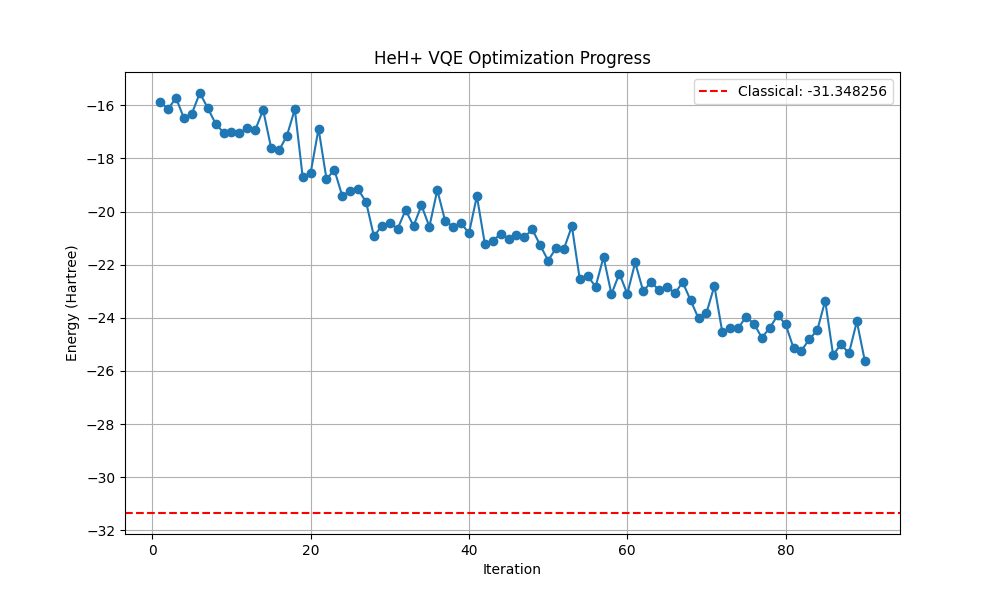 HeH+ VQE Optimization Progress
Classical: -31.348256
Energy (Hartree)
−16
−18
−20
−22
−24
−26
−28
−30
−32
0 20 40 60 80
Iteration